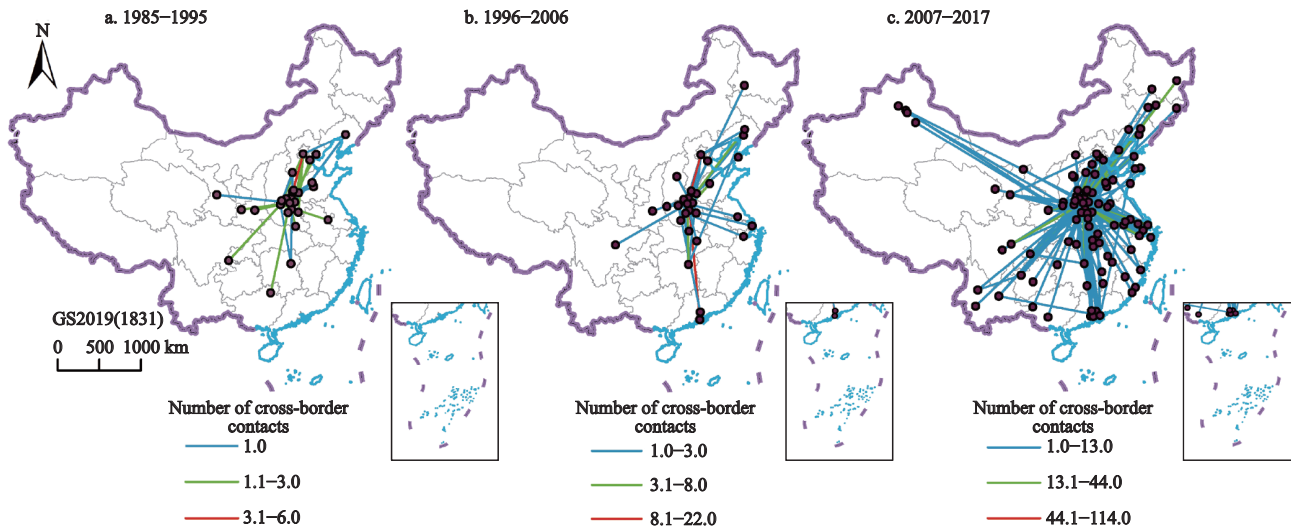 a. 1985−1995
b. 1996−2006
c. 2007−2017
N
GS2019(1831)
0 500 1000 km
Number of cross-border
contacts
1.0
1.1−3.0
3.1−6.0
Number of cross-border
contacts
1.0−3.0
3.1−8.0
8.1−22.0
Number of cross-border
contacts
1.0−13.0
13.1−44.0
44.1−114.0